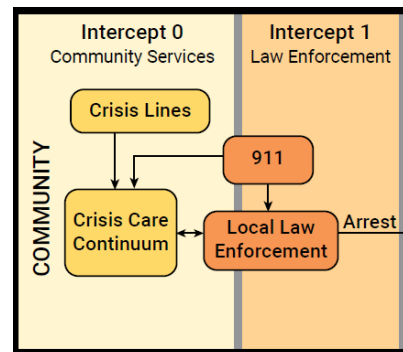 Intercept 0
Community Services
Intercept 1
Law Enforcement
COMMUNITY
Crisis Lines
911
Crisis Care
Continuum
Local Law
Enforcement
Arrest